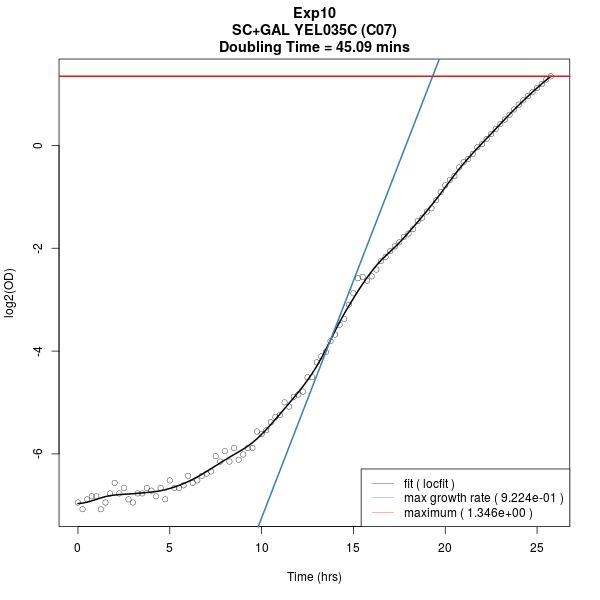 Exp10
SC+GAL YEL035C (C07)
Doubling Time = 45.09 mins
log2(OD)
0
-2
-4
-6
fit ( locfit )
max growth rate ( 9.224e-01 )
maximum ( 1.346e+00 )
0 5 10 15 20 25
Time (hrs)